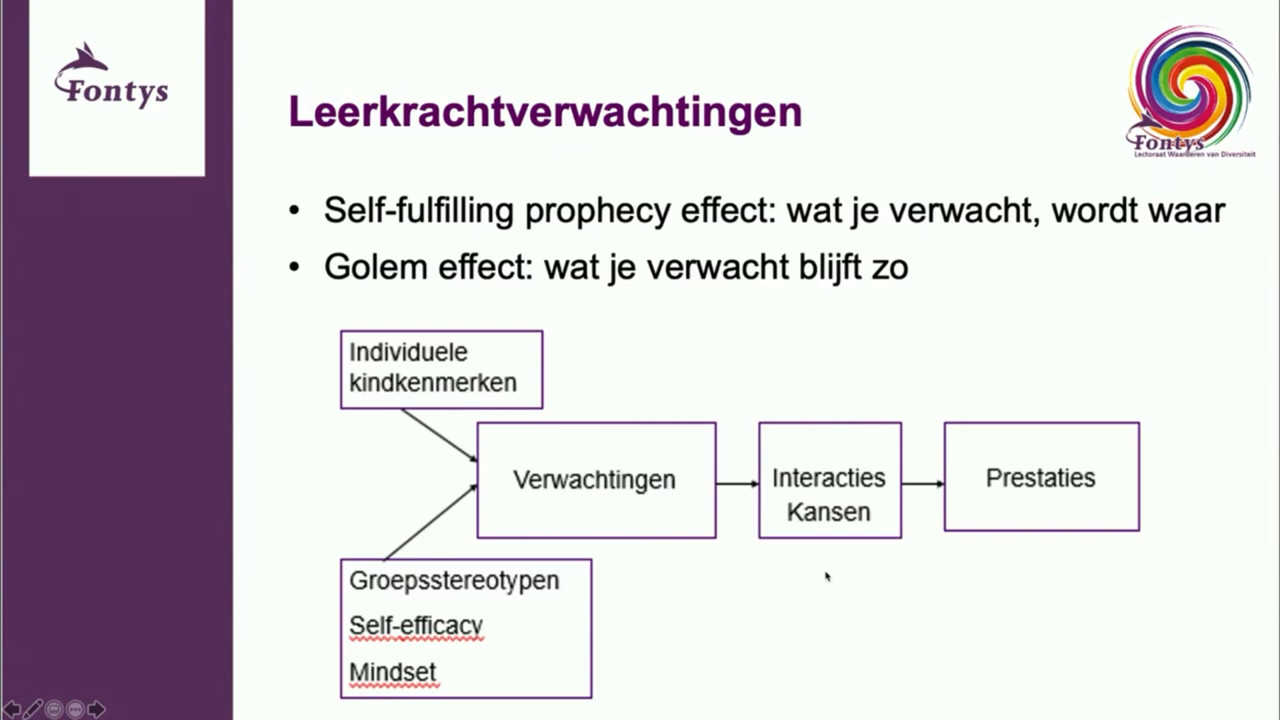 Fontys
Leerkrachtverwachtingen
Fontys
Lectoraat Waarderen van Diversiteit
• Self-fulfilling prophecy effect: wat je verwacht, wordt waar
• Golem effect: wat je verwacht blijft zo
Individuele
kindkenmerken
Verwachtingen
Interacties
Kansen
Prestaties
Groepsstereotypen
Self-efficacy
Mindset